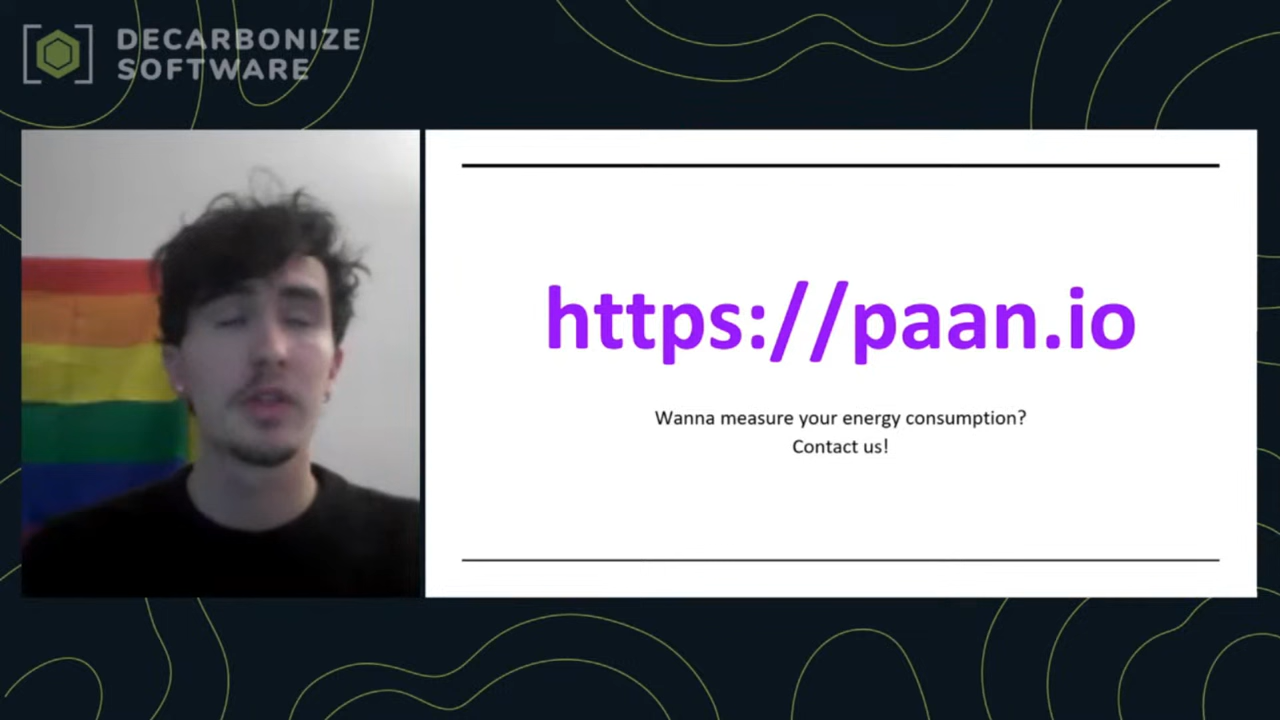 DECARBONIZE
SOFTWARE
https://paan.io
Wanna measure your energy consumption?
Contact us!